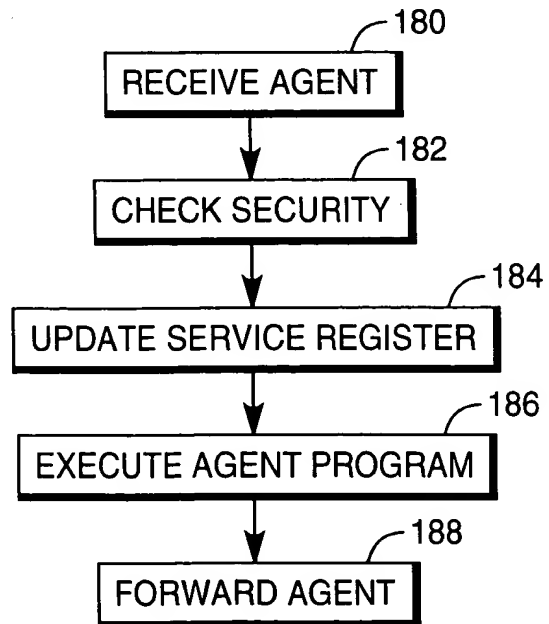 180
RECEIVE AGENT
182
CHECK SECURITY
184
UPDATE SERVICE REGISTER
186
EXECUTE AGENT PROGRAM
188
FORWARD AGENT